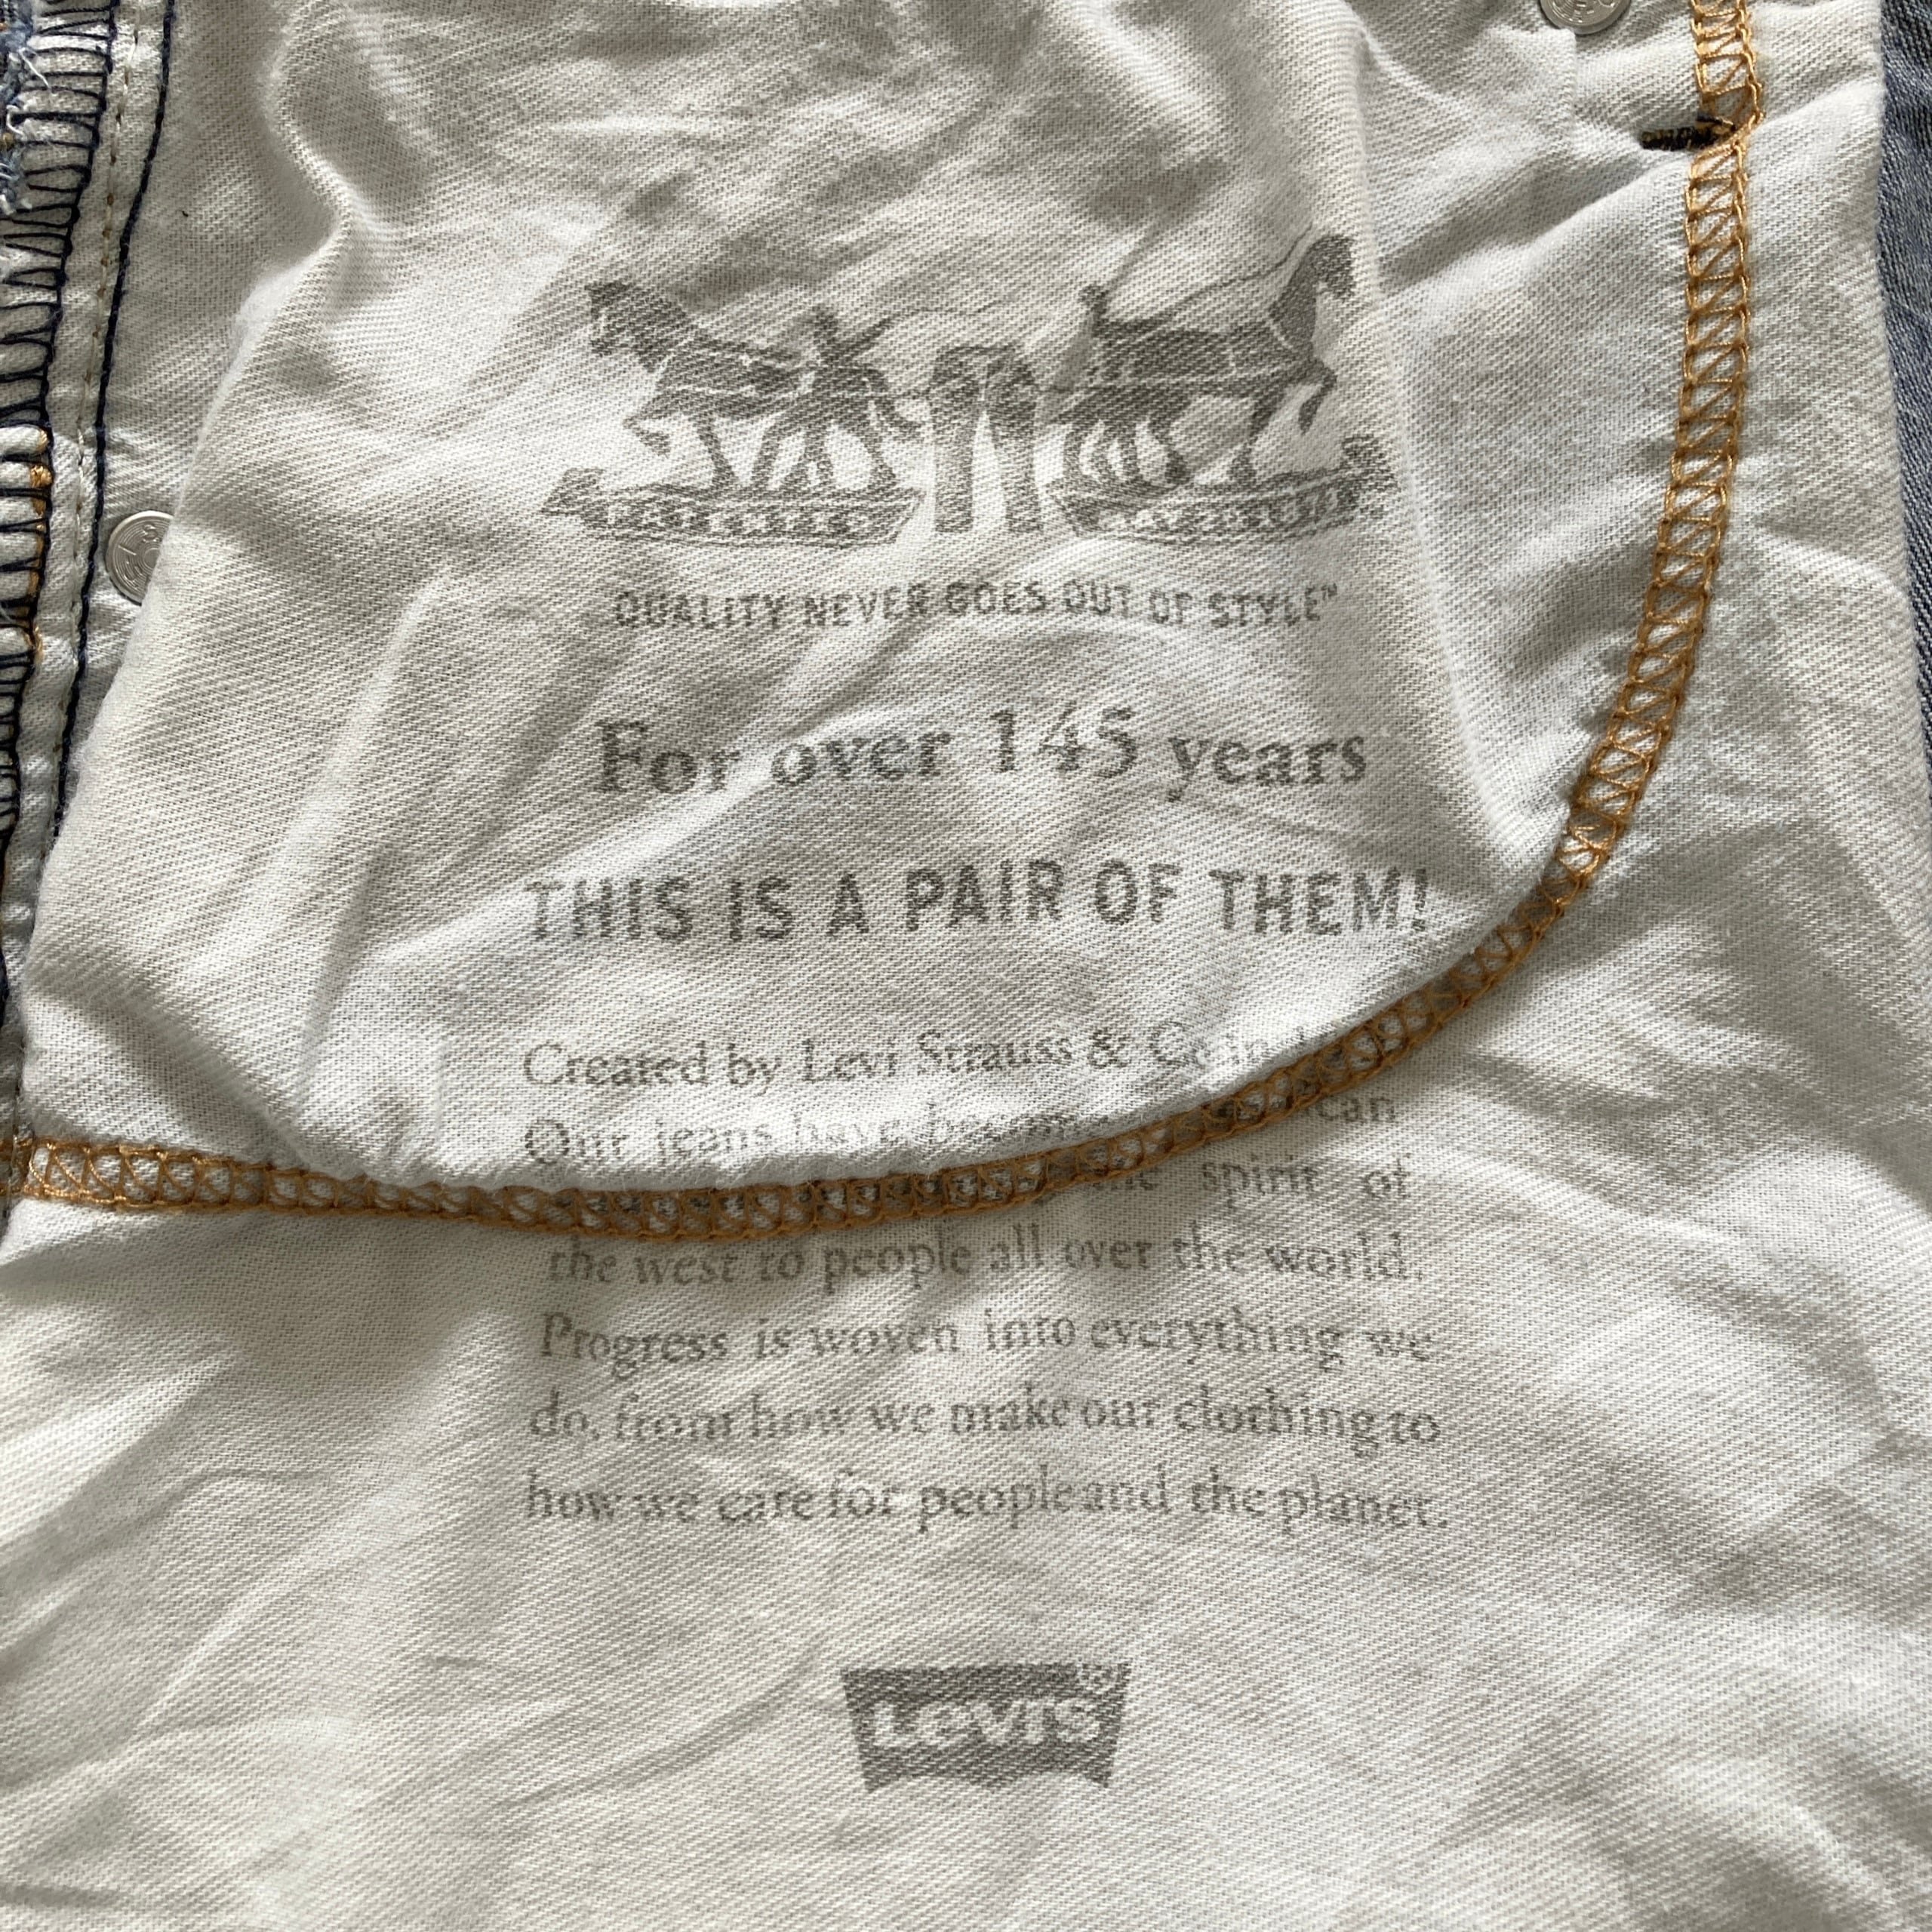 QUALITY NEVER GOES OUT OF STYLE™
For over 145 years
THIS IS A PAIR OF THEM!
Created by Levi Strauss & Co
Our jeans have
spirit of
the west to people all over the world.
Progress is woven into everything we
do, from how we make our clothing to
how we care for people and the planet.
Levi's®